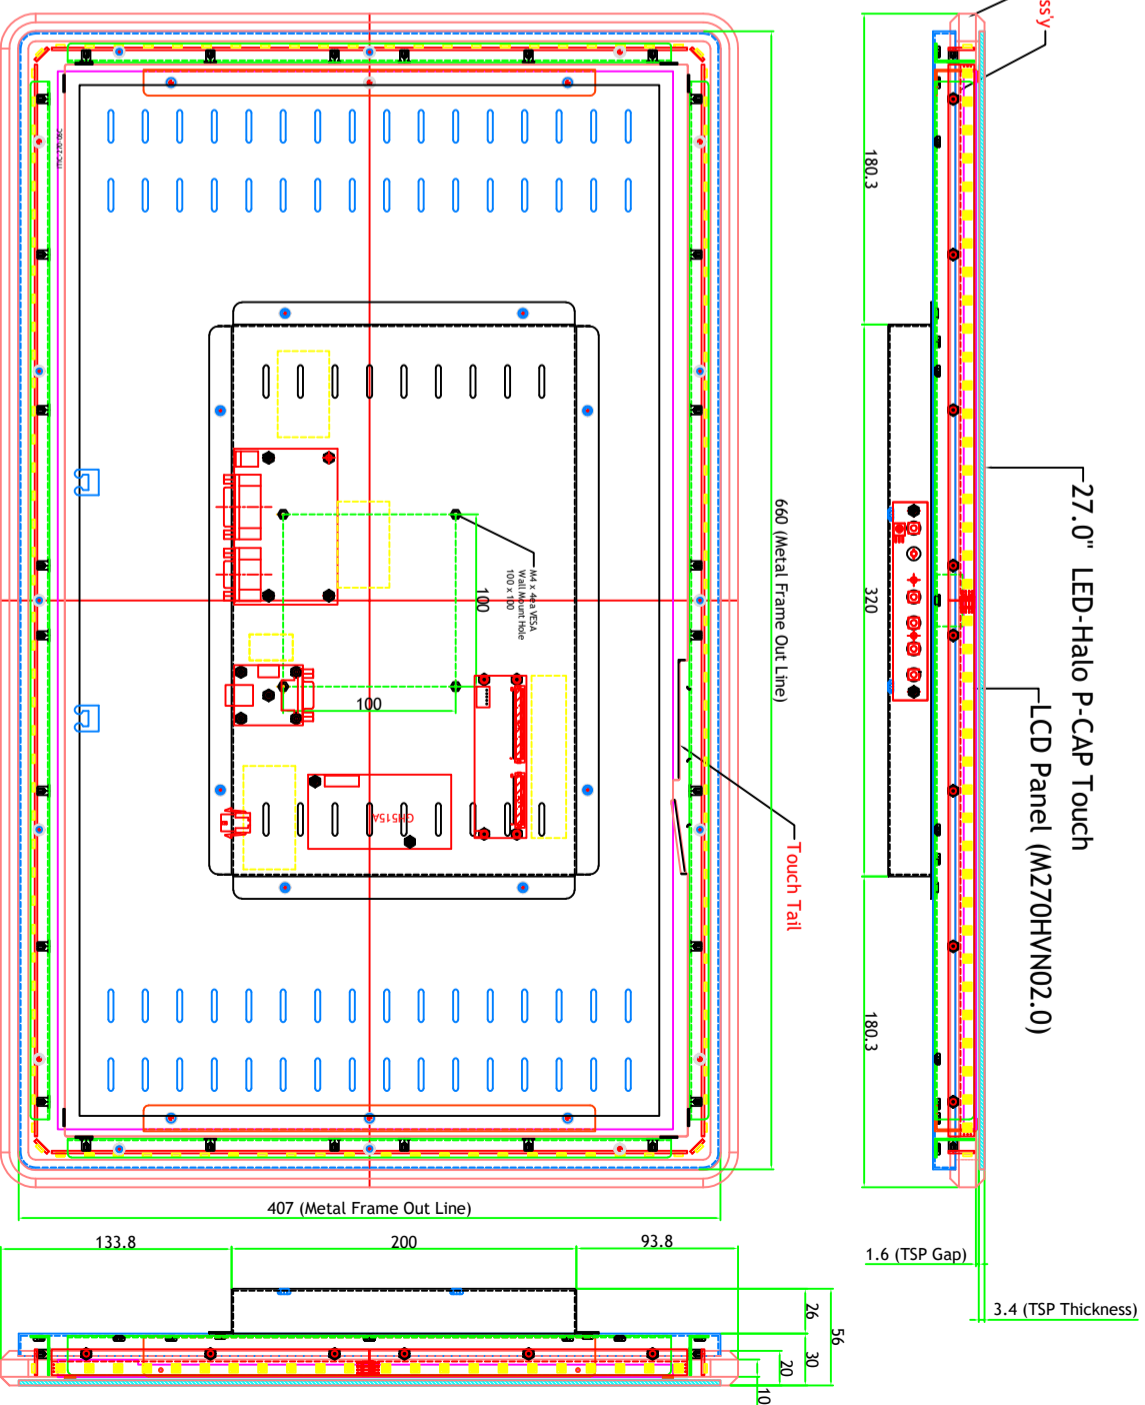 ss'y
180.3
320
180.3
27.0" LED-Halo P-CAP Touch
LCD Panel (M270HVN02.0)
660 (Metal Frame Out Line)
M4 x 4ea VESA
Wall Mount Hole
100 x 100
100
100
Touch Tail
CH515A
407 (Metal Frame Out Line)
133.8
200
93.8
1.6 (TSP Gap)
3.4 (TSP Thickness)
26
56
30
20
10